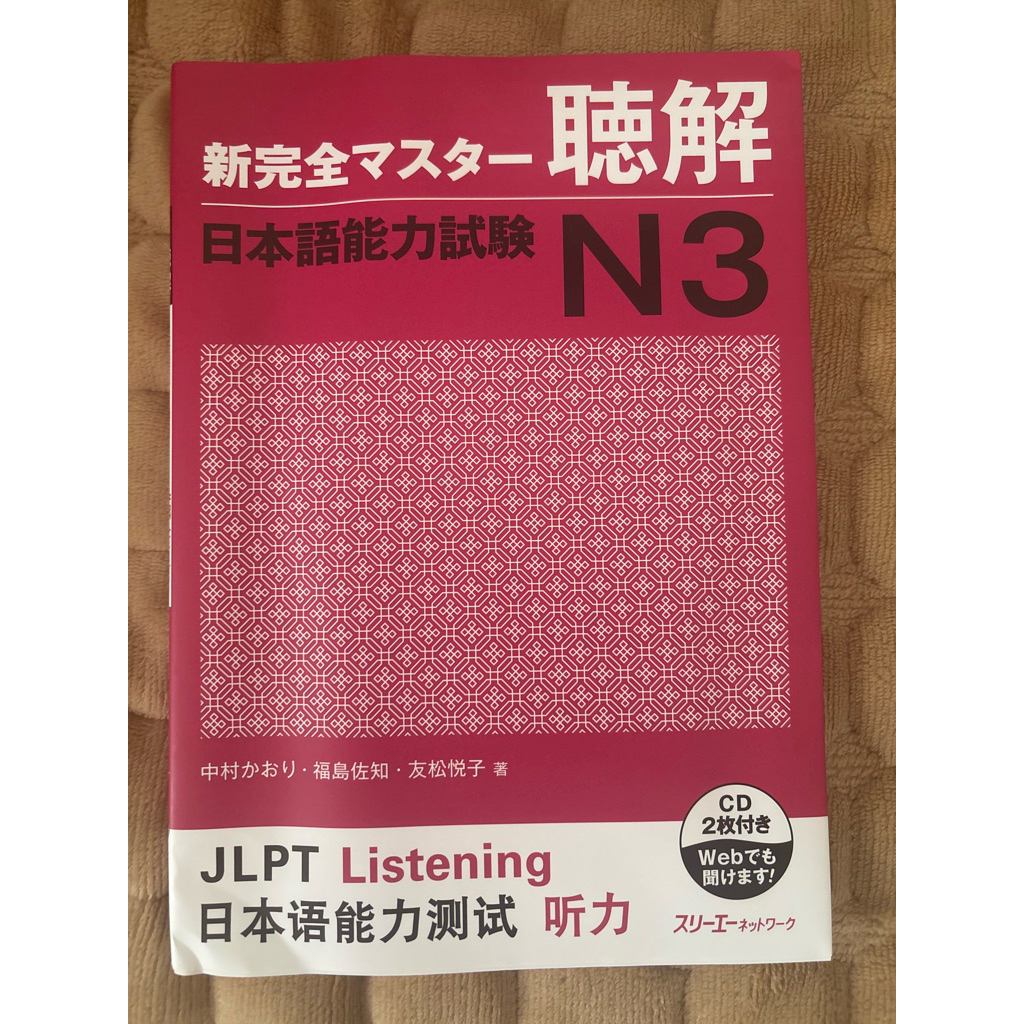 新完全マスター 聴解
日本語能力試験 N3
中村かおり・福島佐知・友松悦子 著
CD
2枚付き
Webでも
聞けます!
JLPT Listening
日本语能力测试 听力
スリーエーネットワーク